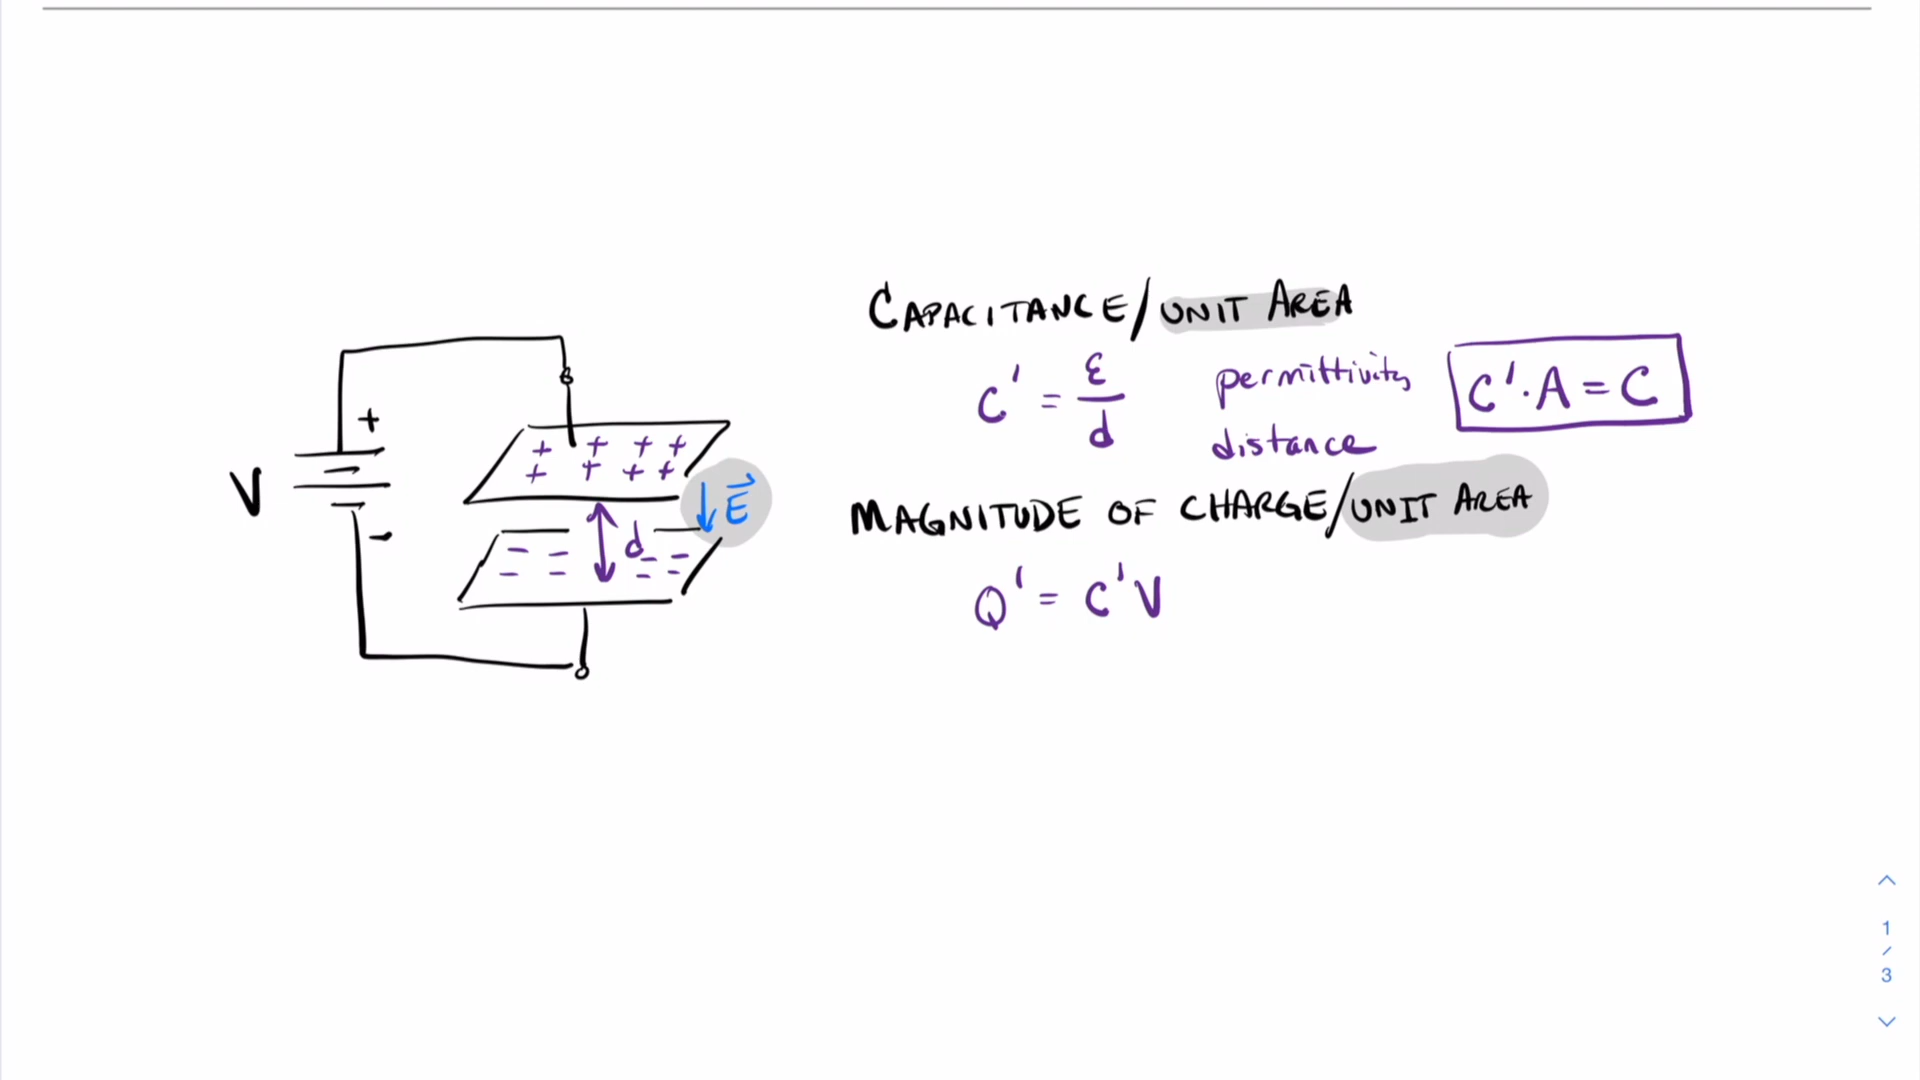 CAPACITANCE/UNIT AREA
C' = ε/d
permittivity
distance
C'·A = C
MAGNITUDE OF CHARGE/UNIT AREA
Q' = C'V
V
+
-
+ + + +
+ + + +
E
d
- - - -
- - - -
1
/
3